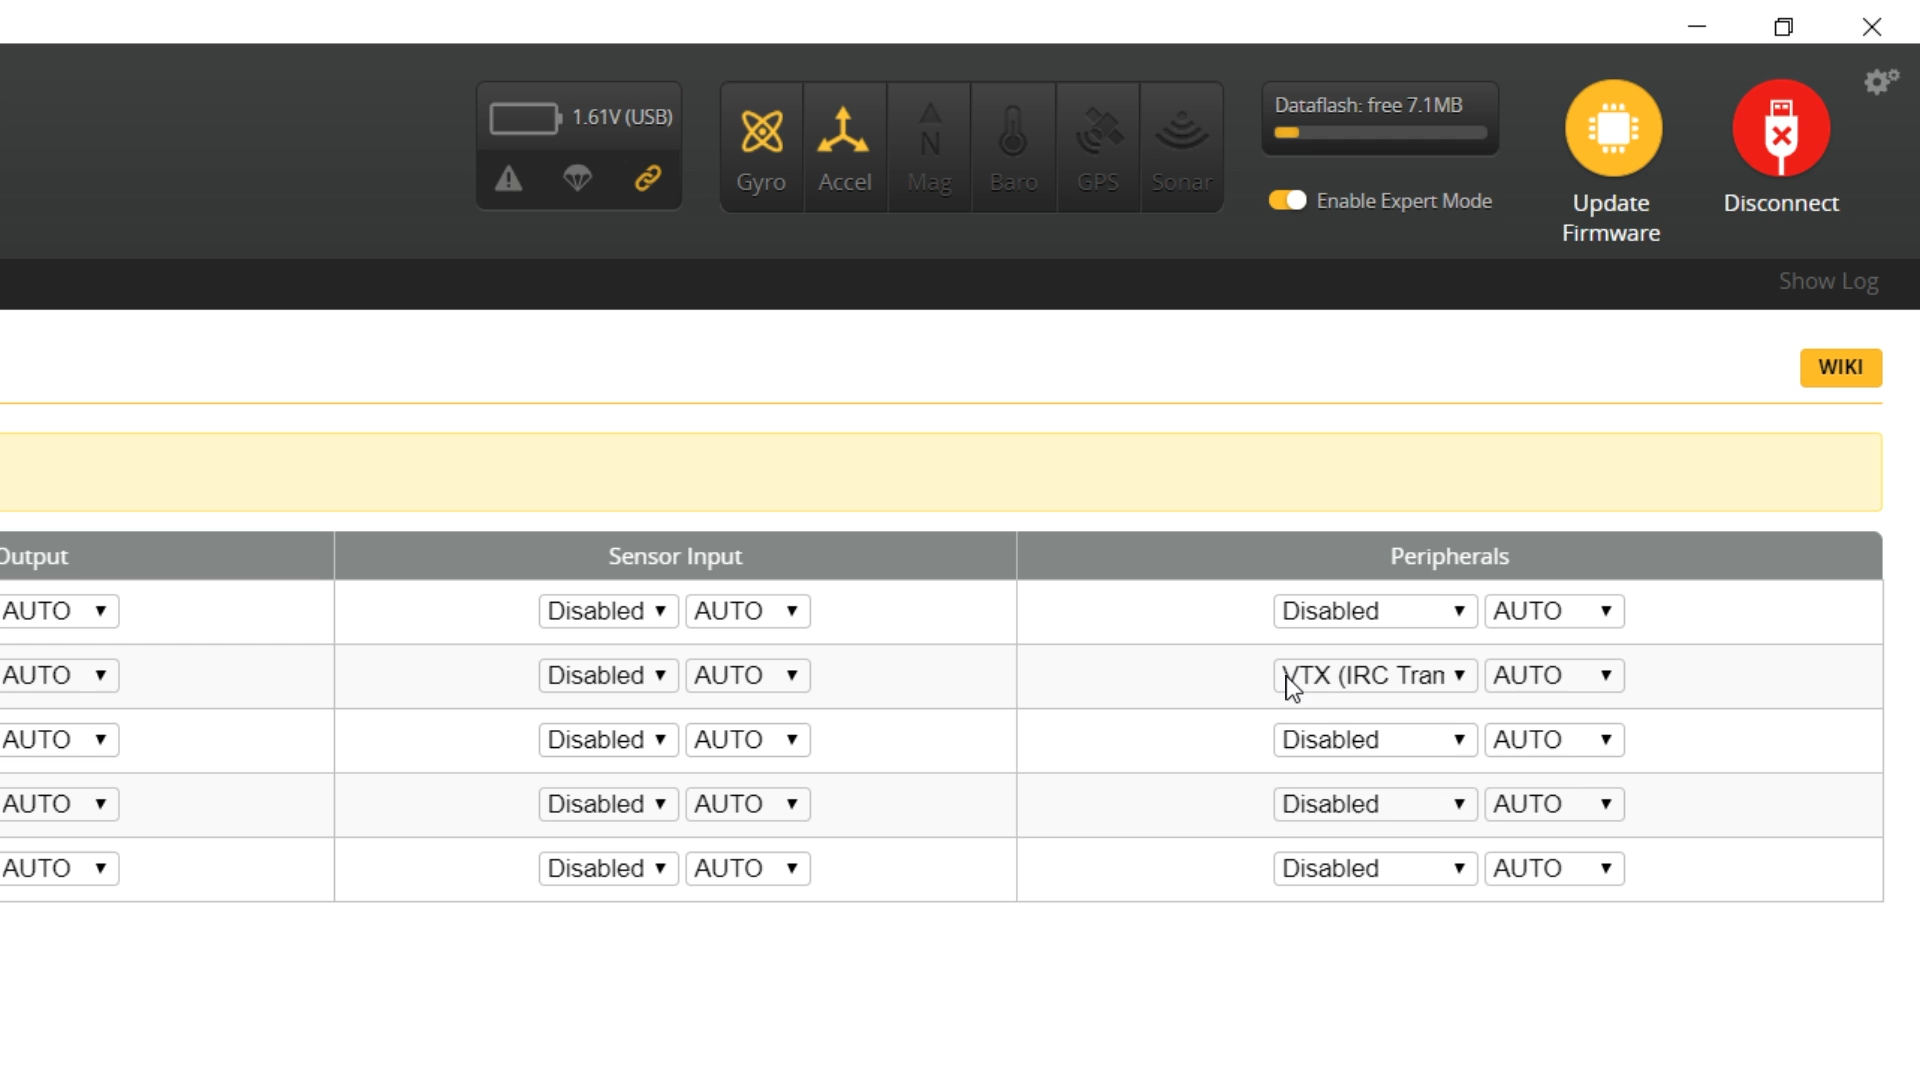 1.61V (USB)
Gyro
Accel
N
Mag
Baro
GPS
Sonar
Dataflash: free 7.1MB
Enable Expert Mode
Update
Firmware
Disconnect
Show Log
WIKI
Output Sensor Input Peripherals
AUTO Disabled AUTO Disabled AUTO
AUTO Disabled AUTO VTX (IRC Tran AUTO
AUTO Disabled AUTO Disabled AUTO
AUTO Disabled AUTO Disabled AUTO
AUTO Disabled AUTO Disabled AUTO